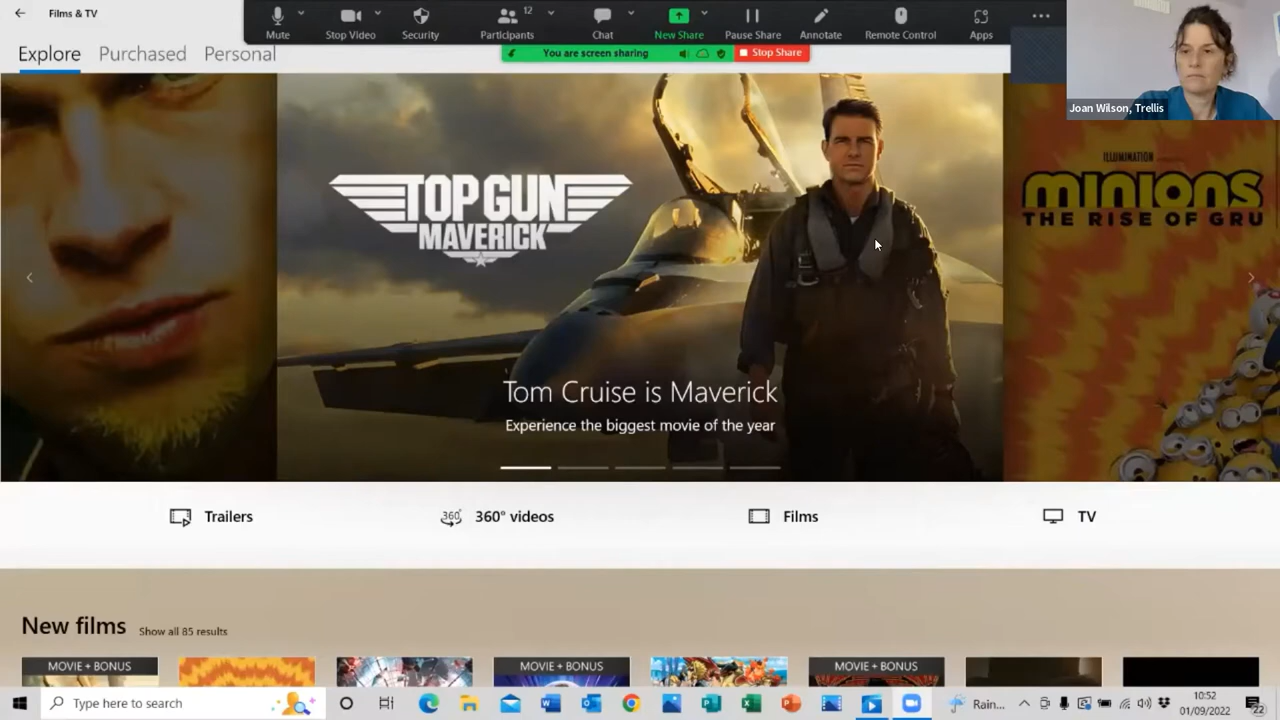 Films & TV
12
Mute
Stop Video
Security
Participants
Chat
New Share
Pause Share
Annotate
Remote Control
Apps
You are screen sharing
Stop Share
Explore
Purchased
Personal
Joan Wilson, Trellis
TOP GUN
MAVERICK
ILLUMINATION
MINIONS
THE RISE OF GRU
Tom Cruise is Maverick
Experience the biggest movie of the year
Trailers
360°
360° videos
Films
TV
New films
Show all 85 results
MOVIE + BONUS
MOVIE + BONUS
MOVIE + BONUS
Type here to search
Rain...
10:52
01/09/2022
22